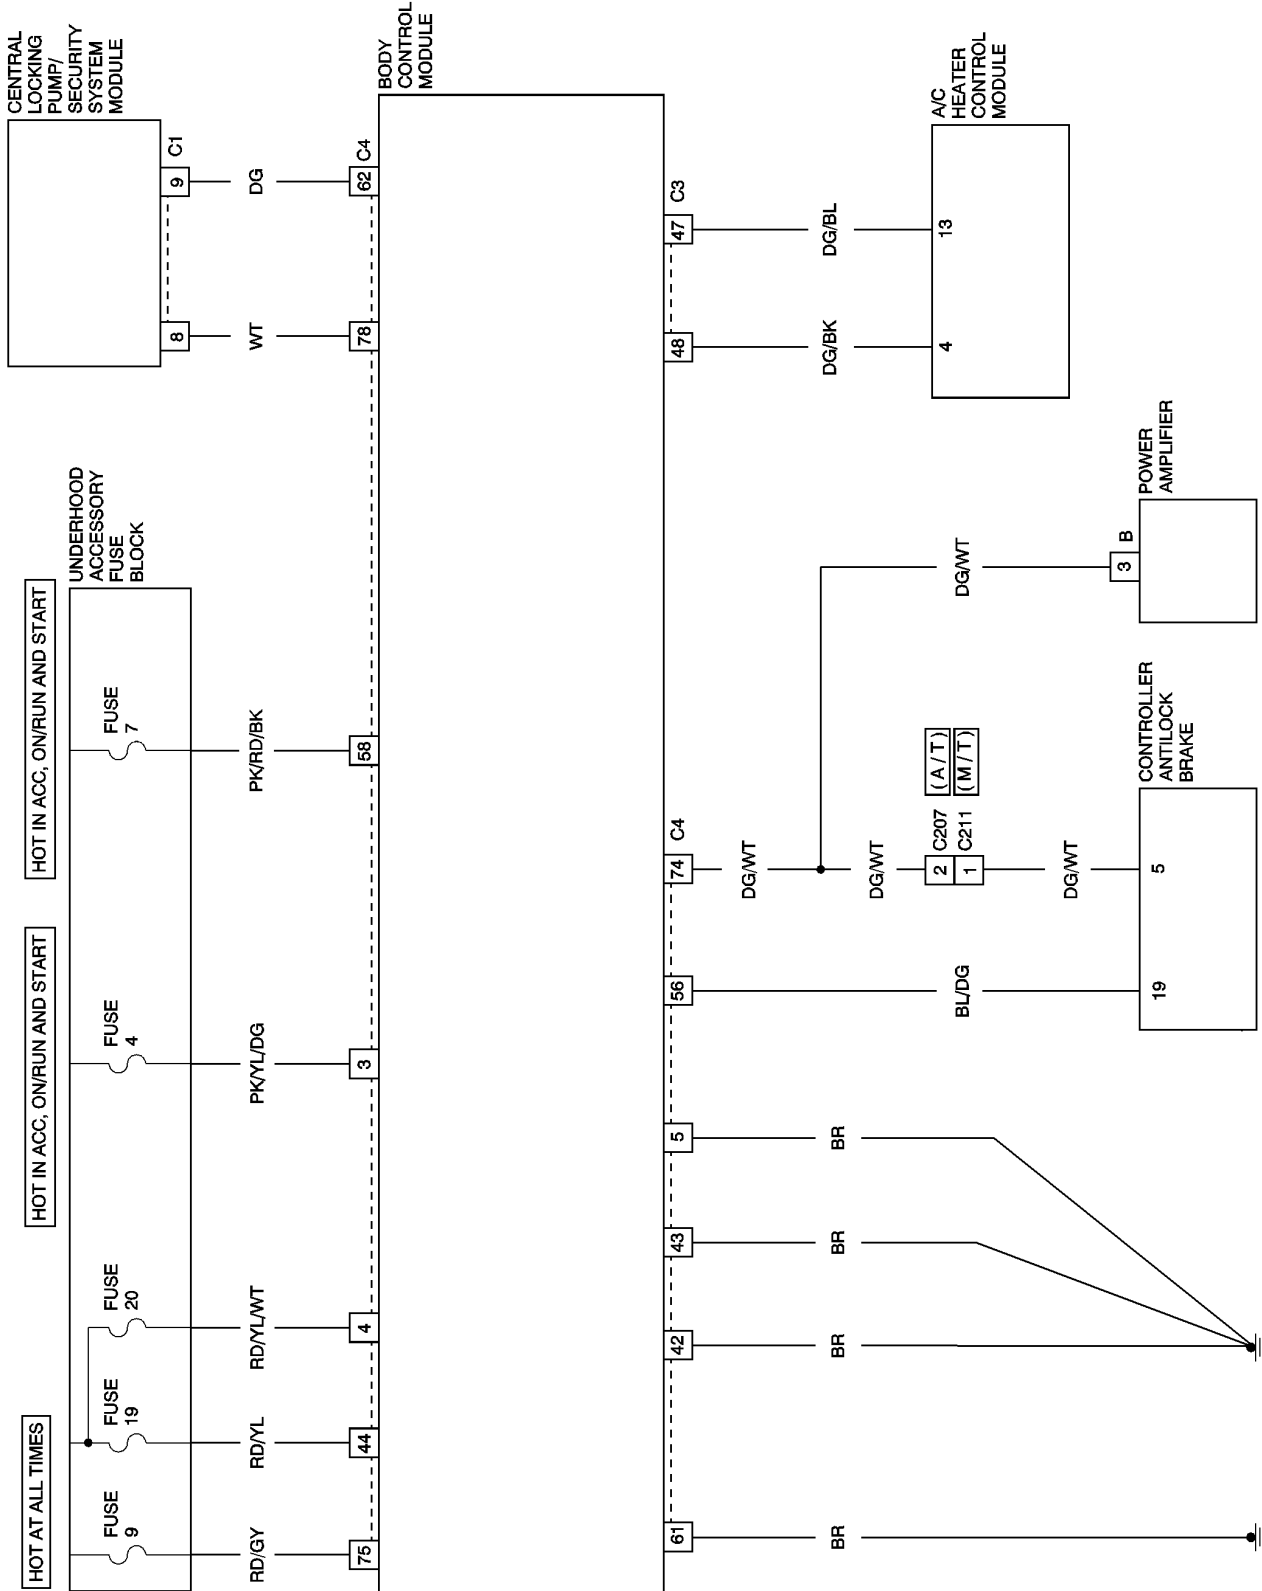 HOT AT ALL TIMES
HOT IN ACC, ON/RUN AND START
HOT IN ACC, ON/RUN AND START
UNDERHOOD
ACCESSORY
FUSE
BLOCK
CENTRAL
LOCKING
PUMP/
SECURITY
SYSTEM
MODULE
FUSE
9
FUSE
19
FUSE
20
FUSE
4
FUSE
7
8
9
C1
RD/GY
RD/YL
RD/YL/WT
PK/YL/DG
PK/RD/BK
WT
DG
75
44
4
3
58
78
62
C4
BODY
CONTROL
MODULE
61
42
43
5
56
74
C4
48
47
C3
BR
BR
BR
BR
BL/DG
DG/WT
DG/WT
DG/BK
DG/BL
2
C207
( A / T )
1
C211
( M / T )
DG/WT
DG/WT
4
13
A/C
HEATER
CONTROL
MODULE
19
5
CONTROLLER
ANTILOCK
BRAKE
3
B
POWER
AMPLIFIER